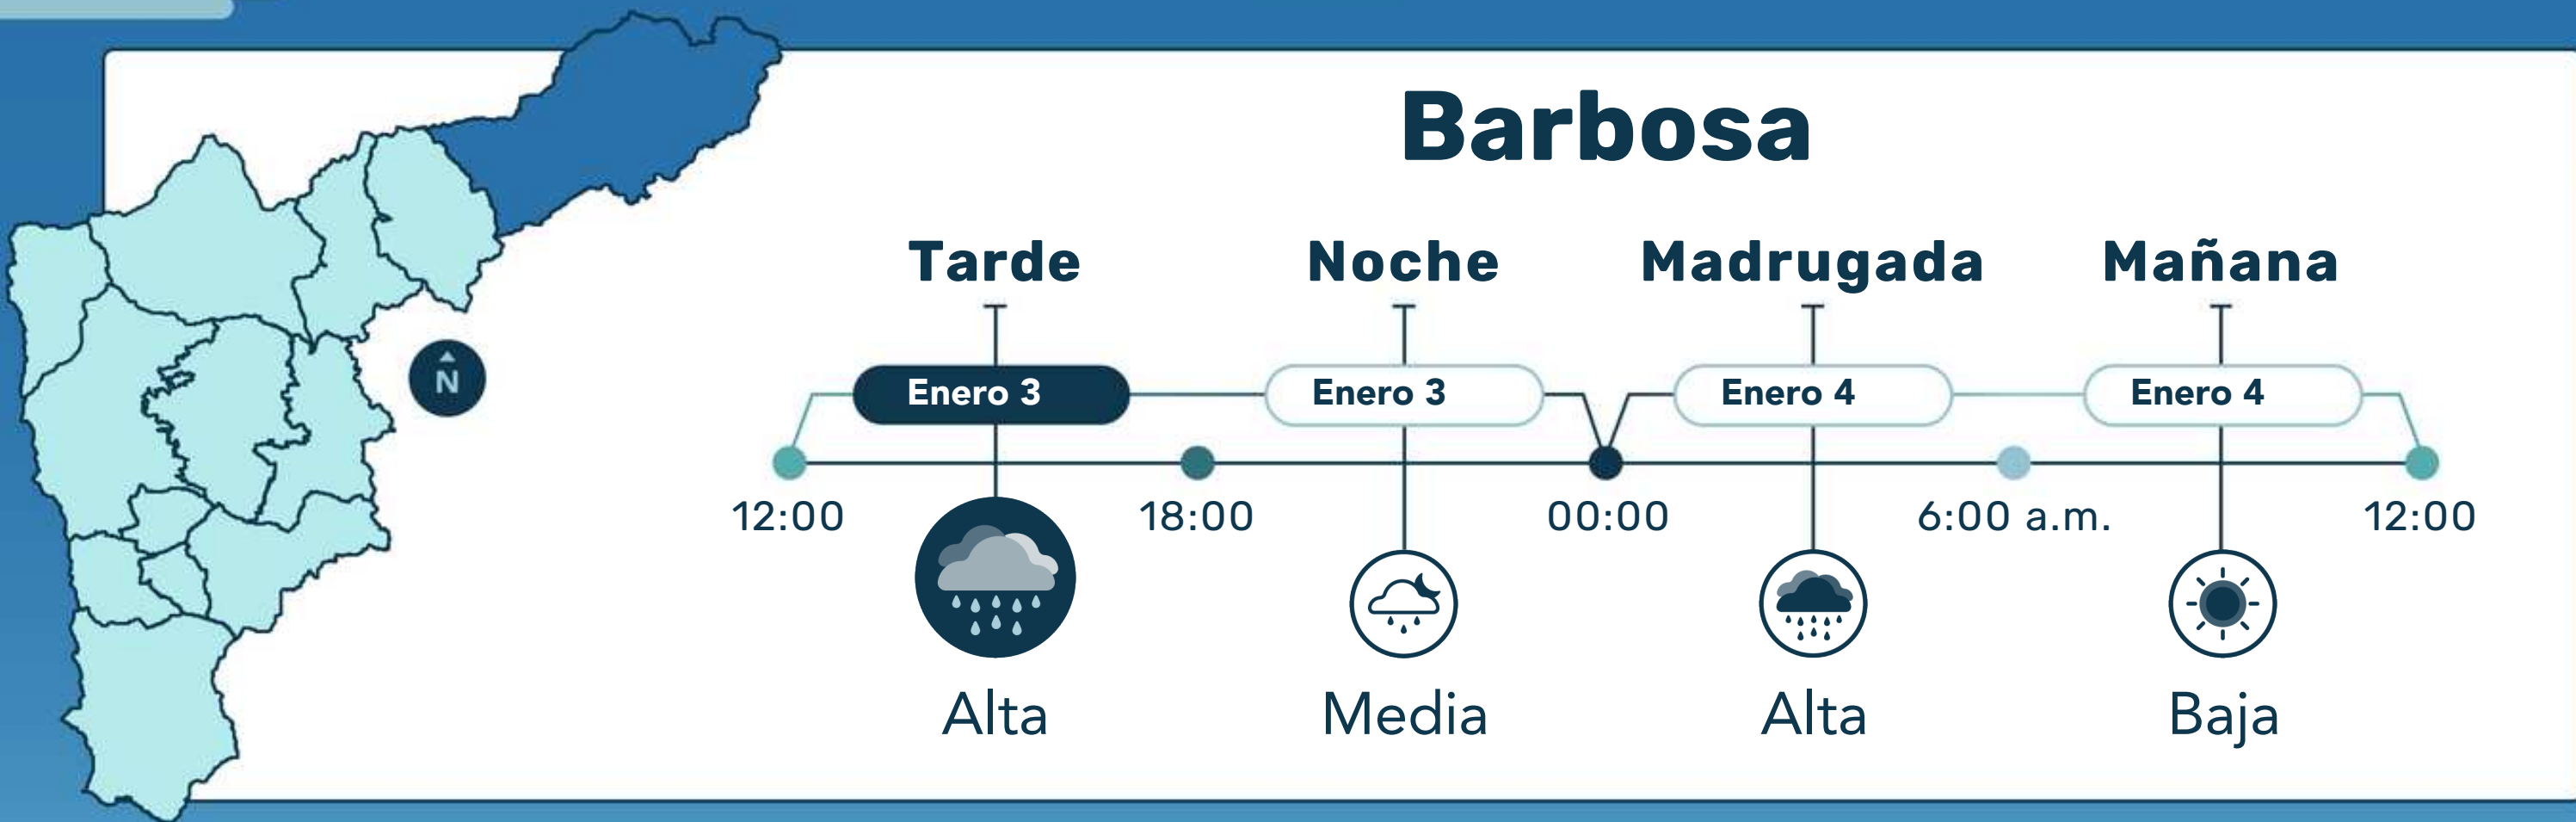 Barbosa
Tarde Noche Madrugada Mañana
Enero 3 Enero 3 Enero 4 Enero 4
N
12:00 18:00 00:00 6:00 a.m. 12:00
Alta Media Alta Baja